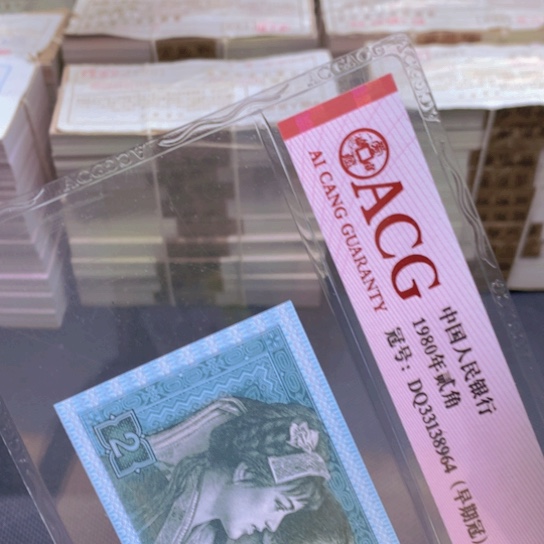 ACG
AI CANG GUARANTY
中国人民银行
1980年贰角
冠号：DQ33138964（早期冠）
2